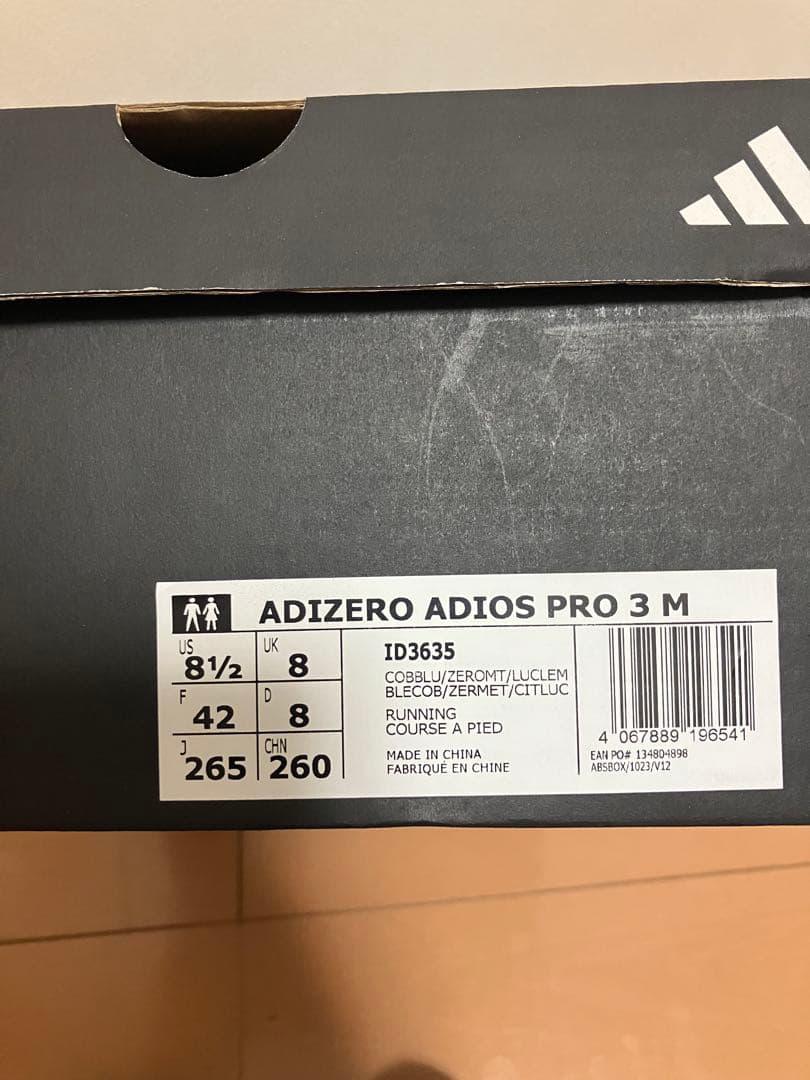 ADIZERO ADIOS PRO 3 M
US 8½ UK 8
F 42 D 8
J 265 CHN 260
ID3635
COBBLU/ZEROMT/LUCLEM
BLECOB/ZERMET/CITLUC
RUNNING
COURSE A PIED
MADE IN CHINA
FABRIQUÉ EN CHINE
4 067889 196541
EAN PO# 134804898
ABSBOX/1023/V12